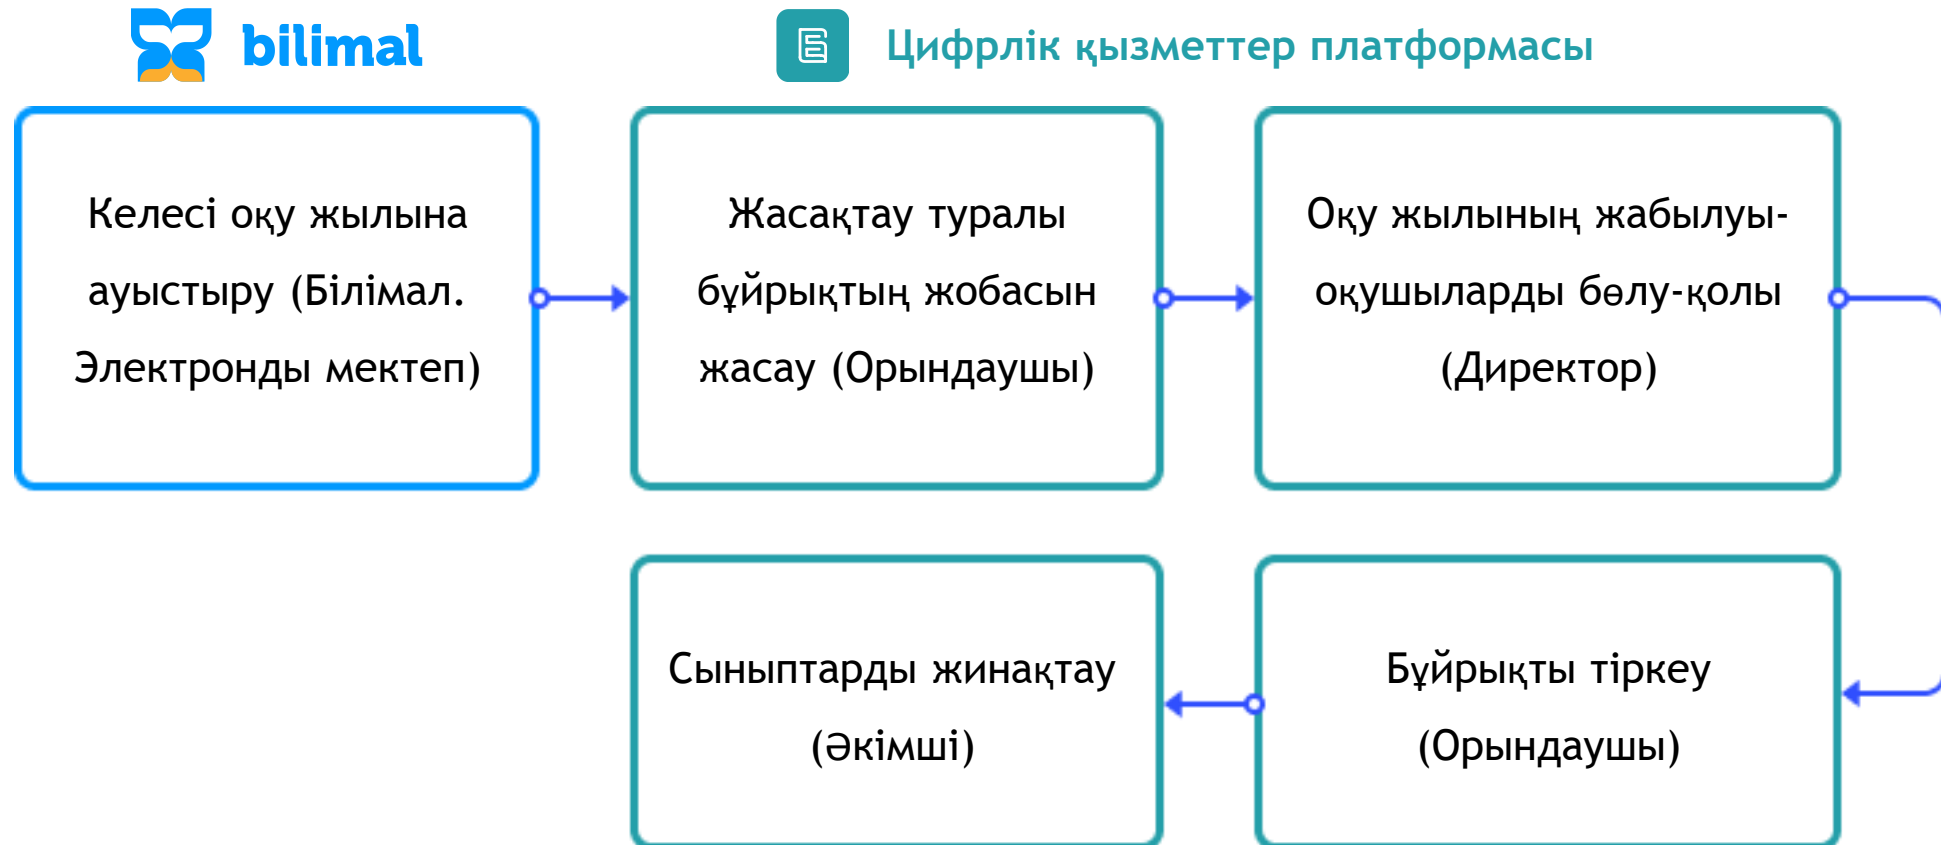 bilimal
Цифрлік қызметтер платформасы
Келесі оқу жылына
ауыстыру (Білімал.
Электронды мектеп)
Жасақтау туралы
бұйрықтың жобасын
жасау (Орындаушы)
Оқу жылының жабылуы-
оқушыларды бөлу-қолы
(Директор)
Бұйрықты тіркеу
(Орындаушы)
Сыныптарды жинақтау
(Әкімші)